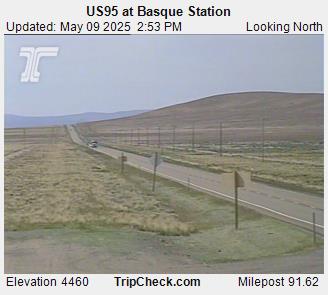 US95 at Basque Station
Updated: May 09 2025 2:53 PM Looking North
Elevation 4460 TripCheck.com Milepost 91.62